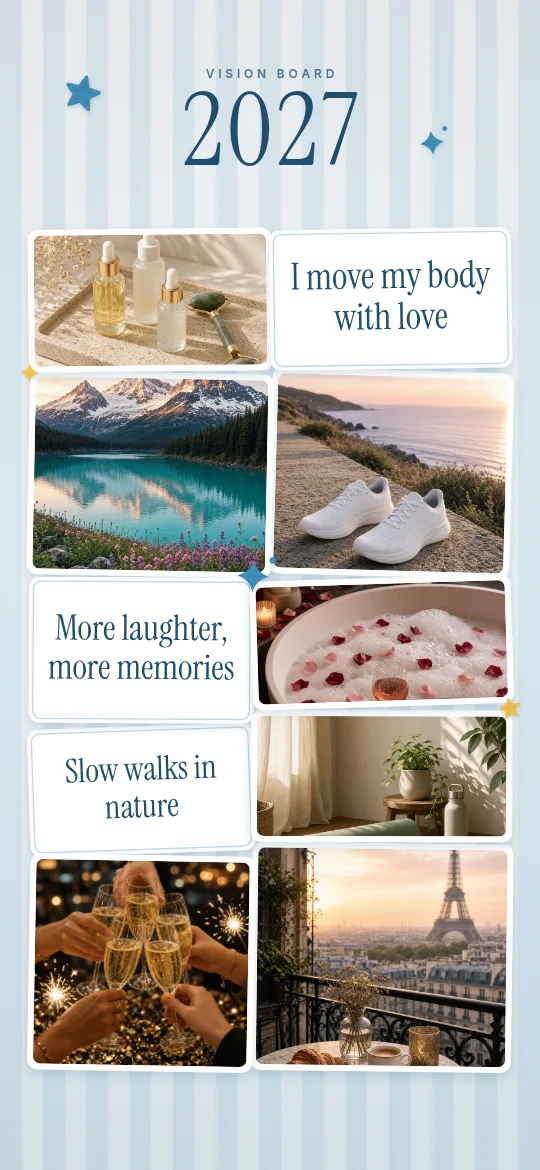 VISION BOARD
2027
I move my body
with love
More laughter,
more memories
Slow walks in
nature